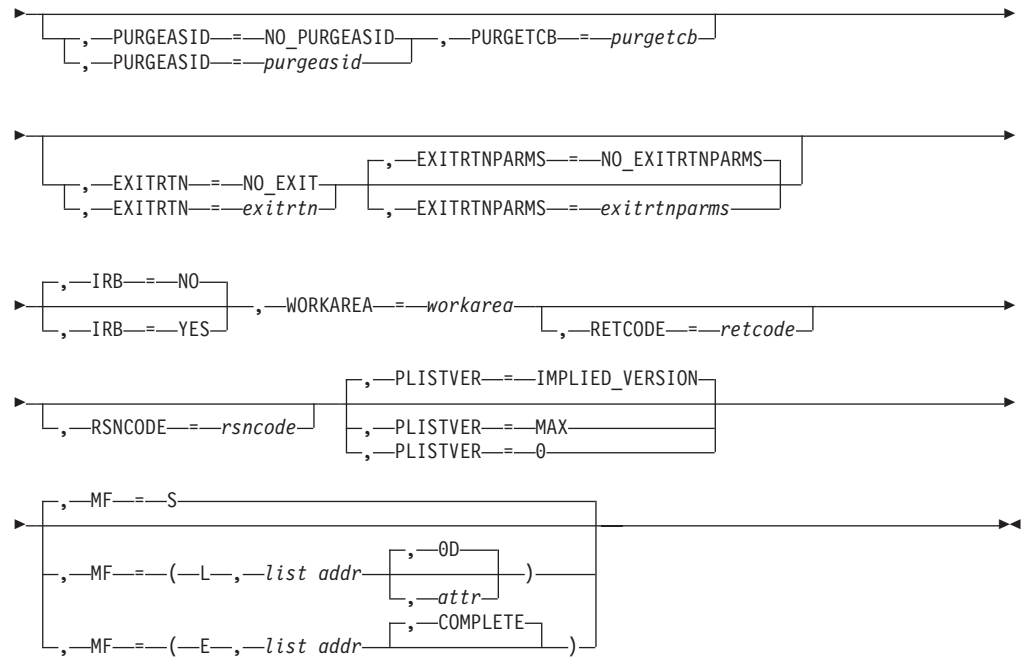 ,—PURGEASID—=—NO_PURGEASID—,—PURGETCB—=—purgetcb
,—PURGEASID—=—purgeasid
,—EXITRTNPARMS—=—NO_EXITRTNPARMS
,—EXITRTN—=—NO_EXIT
,—EXITRTN—=—exitrtn—,—EXITRTNPARMS—=—exitrtnparms
,—IRB—=—NO
,—WORKAREA—=—workarea
,—IRB—=—YES
,—RETCODE—=—retcode
,—PLISTVER—=—IMPLIED_VERSION
,—RSNCODE—=—rsncode
,—PLISTVER—=—MAX
,—PLISTVER—=—0
,—MF—=—S
,—0D
,—MF—=—(—L—,—list addr—)
,—attr
,—COMPLETE
,—MF—=—(—E—,—list addr—)